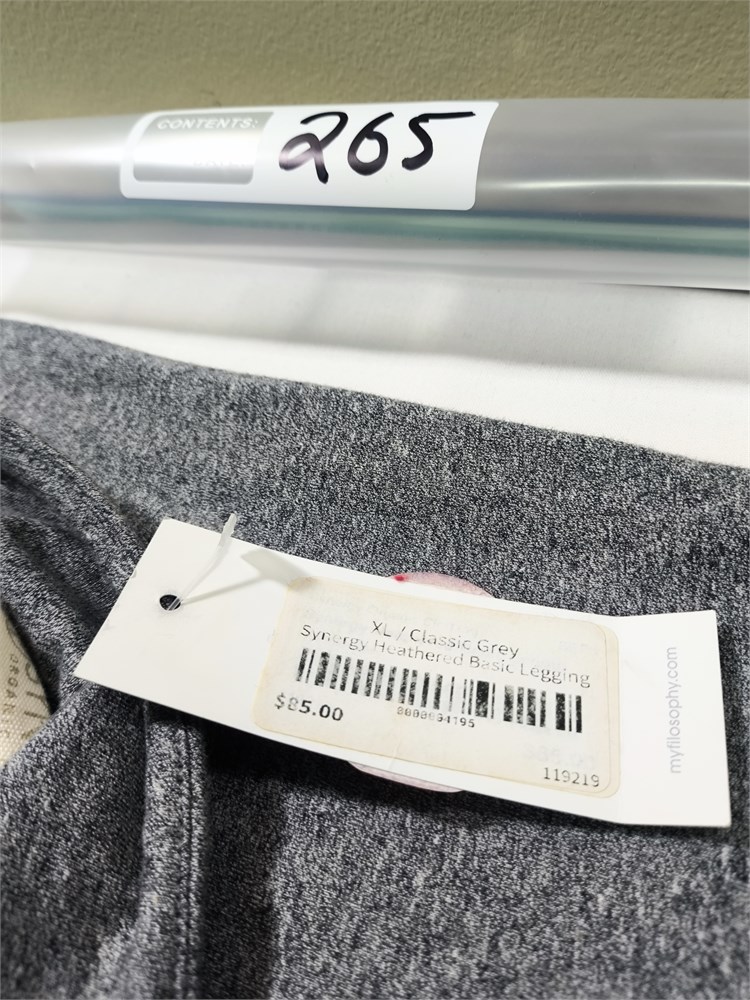 CONTENTS:
265
XL / Classic Grey
Synergy Heathered Basic Legging
$85.00
119219
myfilosophy.com